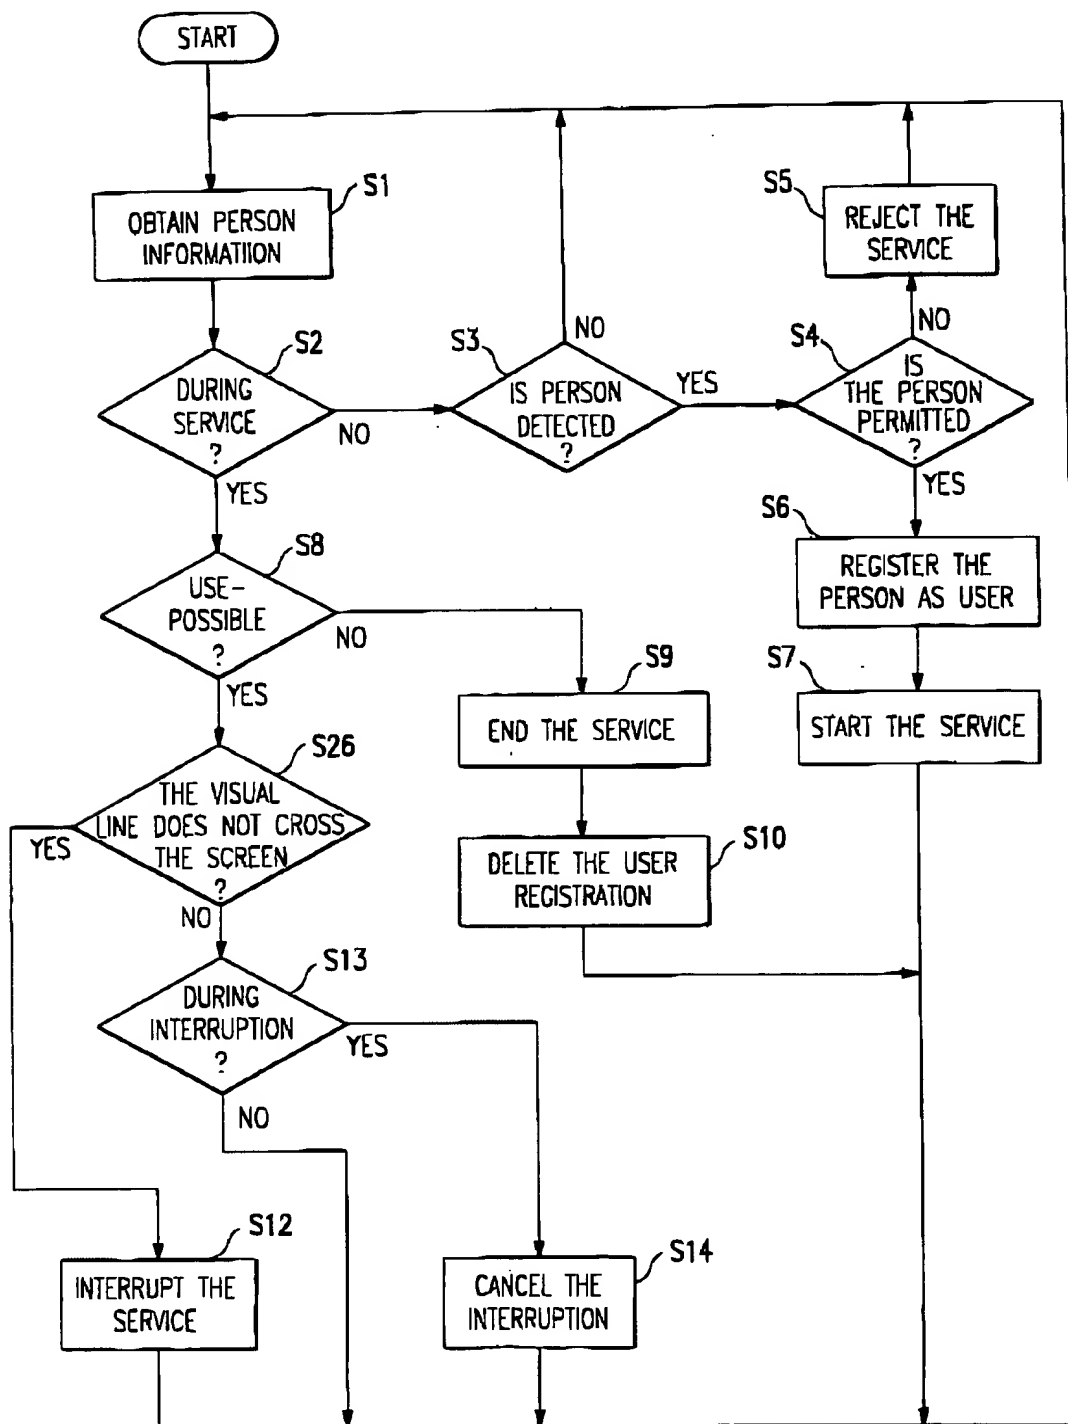 START
S1
OBTAIN PERSON
INFORMATIION
S5
REJECT THE
SERVICE
S2
DURING
SERVICE
?
NO
YES
S3
IS PERSON
DETECTED
?
NO
YES
S4
IS
THE PERSON
PERMITTED
?
NO
YES
S6
REGISTER THE
PERSON AS USER
S7
START THE SERVICE
S8
USE-
POSSIBLE
?
NO
YES
S9
END THE SERVICE
S10
DELETE THE USER
REGISTRATION
S26
THE VISUAL
LINE DOES NOT CROSS
THE SCREEN
?
YES
NO
S13
DURING
INTERRUPTION
?
YES
NO
S12
INTERRUPT THE
SERVICE
S14
CANCEL THE
INTERRUPTION